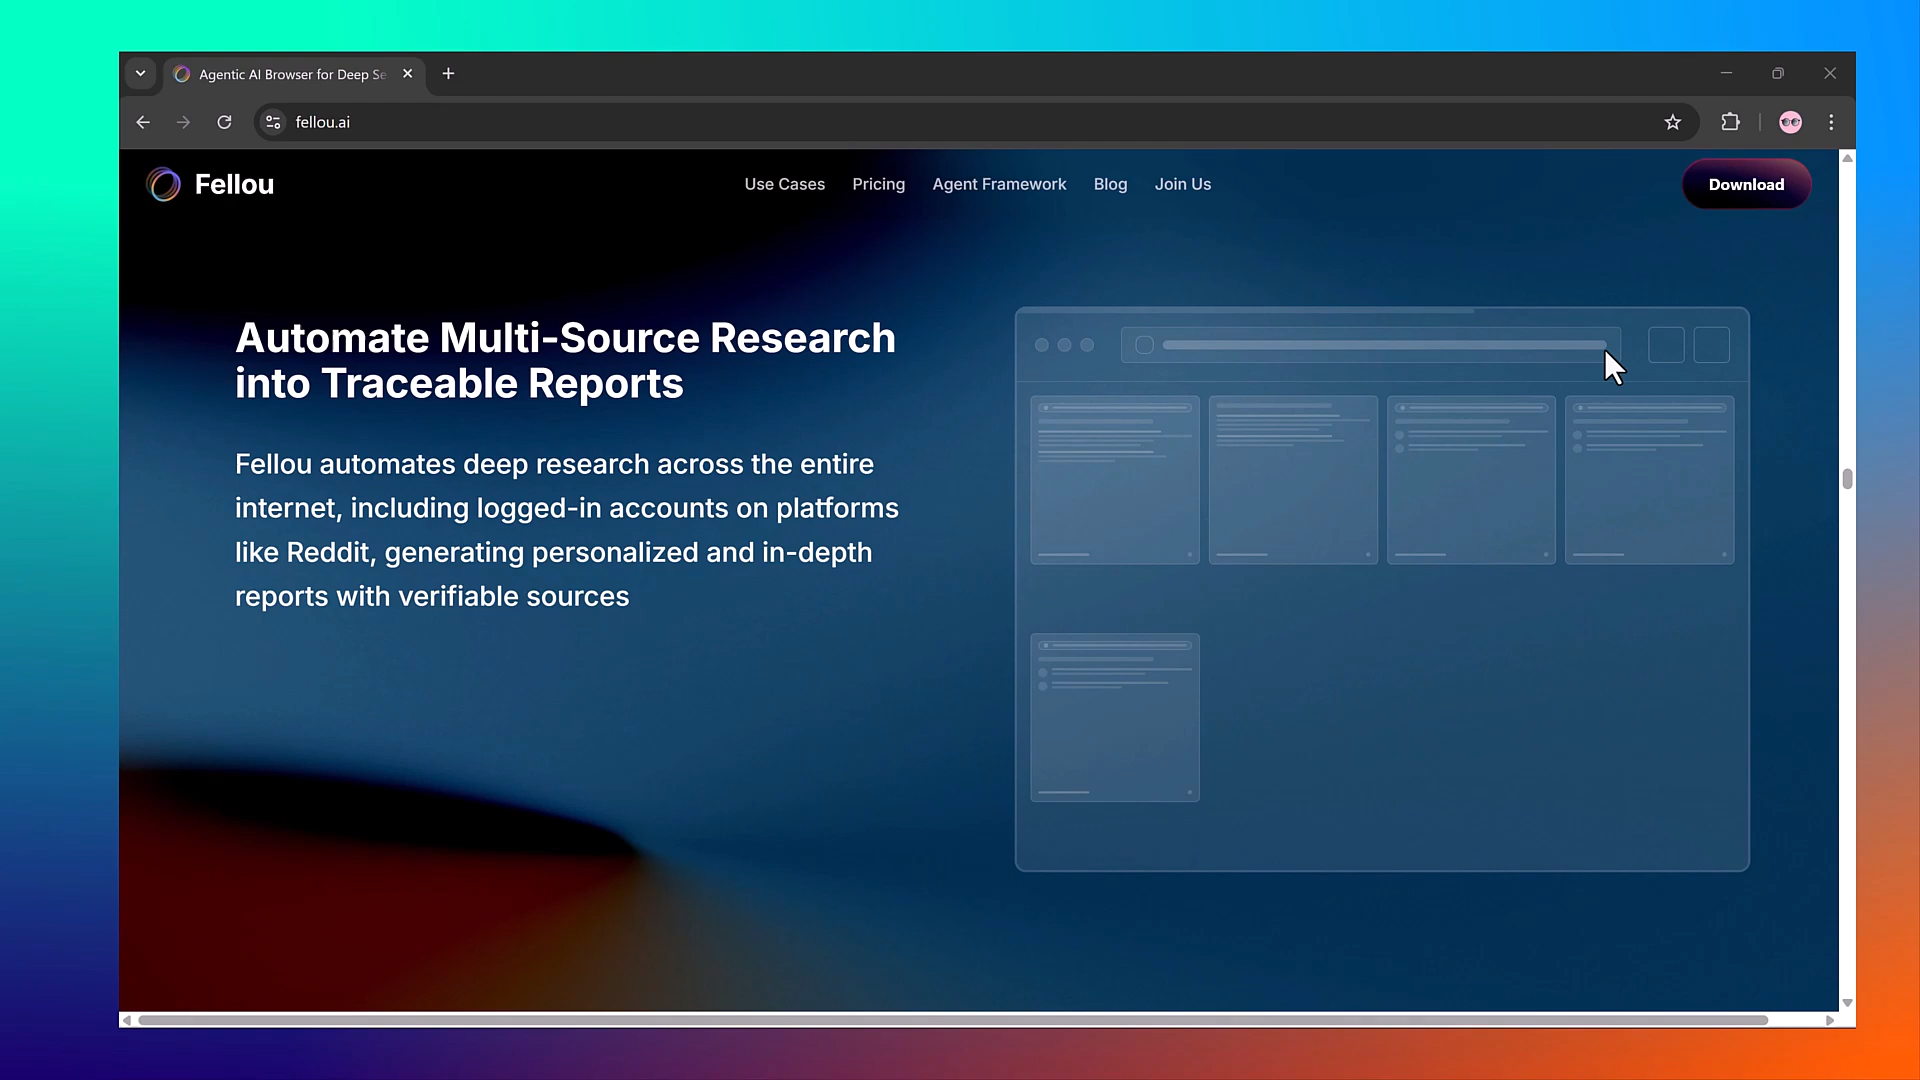 Agentic AI Browser for Deep Se
fellou.ai
Fellou
Use Cases
Pricing
Agent Framework
Blog
Join Us
Download
Automate Multi-Source Research
into Traceable Reports
Fellou automates deep research across the entire
internet, including logged-in accounts on platforms
like Reddit, generating personalized and in-depth
reports with verifiable sources